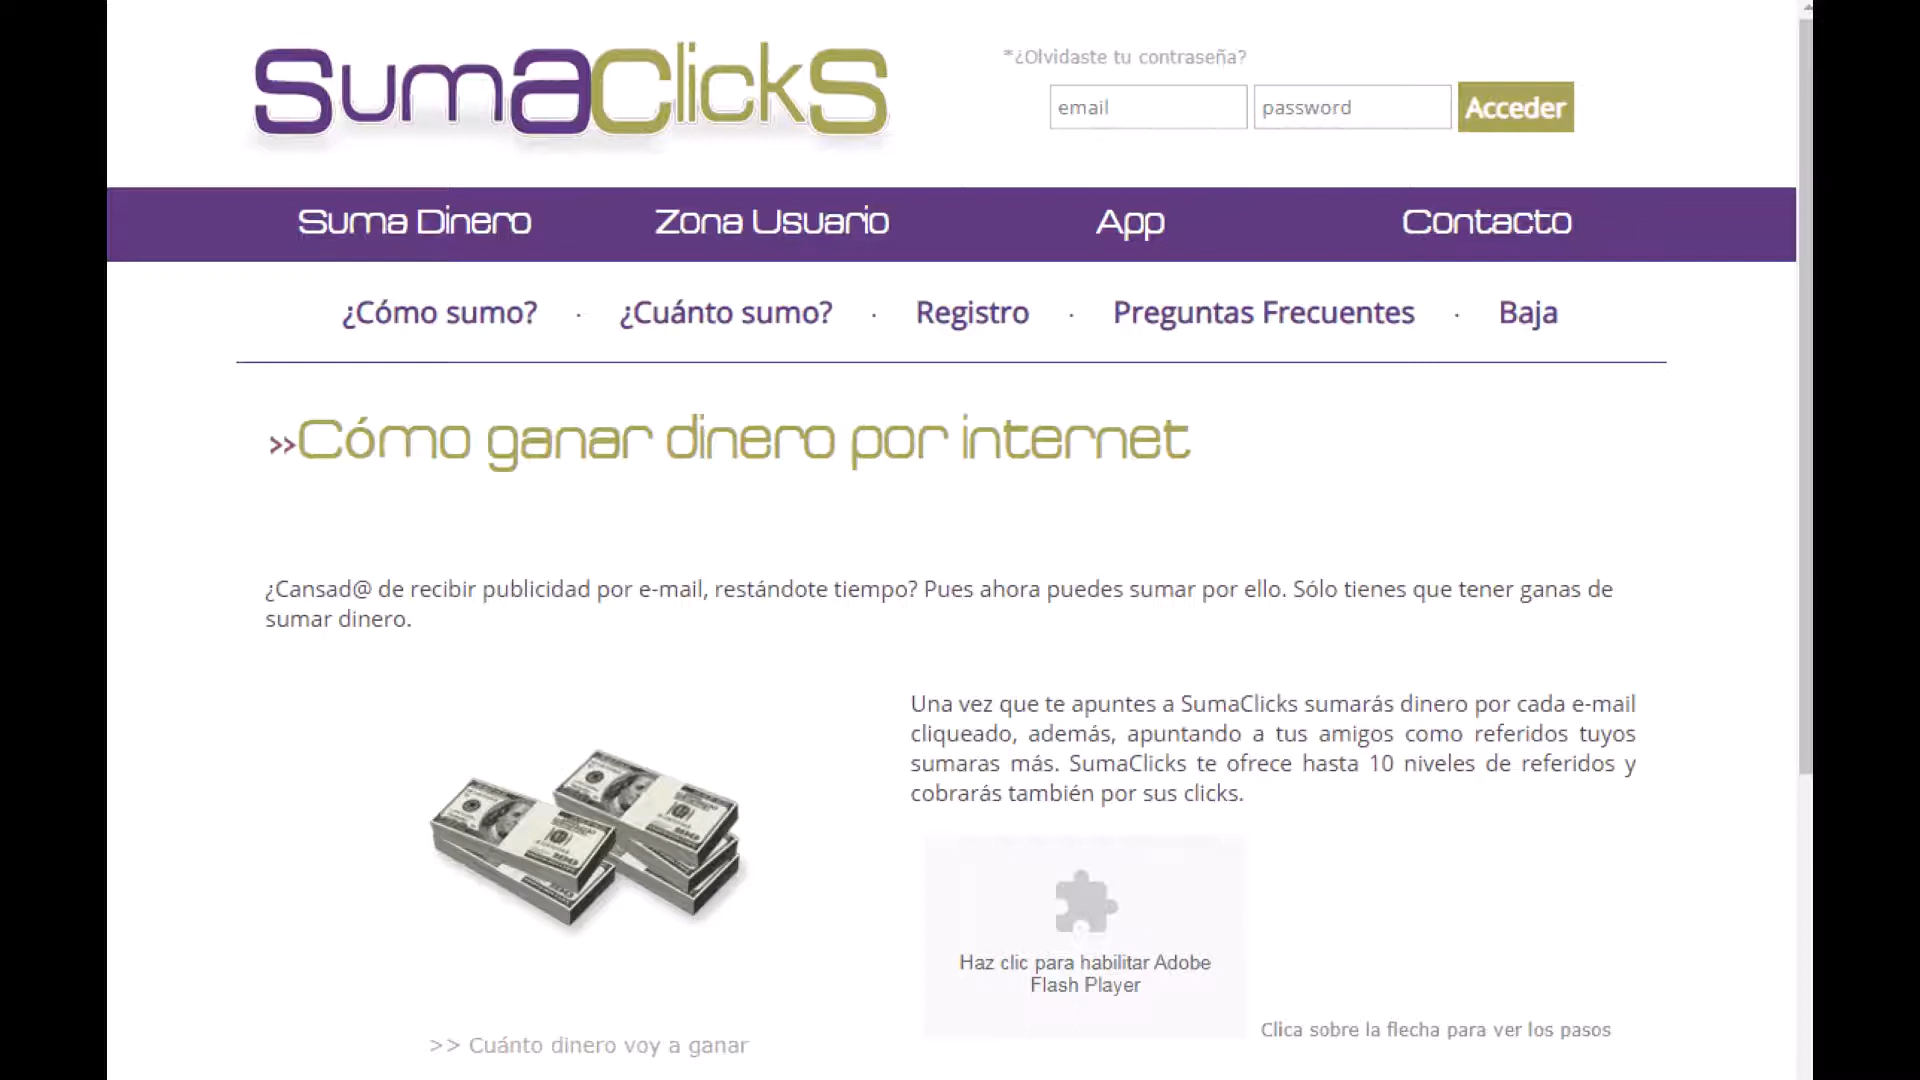 SumaClicks
*¿Olvidaste tu contraseña?
email password Acceder
Suma Dinero Zona Usuario App Contacto
¿Cómo sumo? · ¿Cuánto sumo? · Registro · Preguntas Frecuentes · Baja
>>Cómo ganar dinero por internet
¿Cansad@ de recibir publicidad por e-mail, restándote tiempo? Pues ahora puedes sumar por ello. Sólo tienes que tener ganas de
sumar dinero.
Una vez que te apuntes a SumaClicks sumarás dinero por cada e-mail
cliqueado, además, apuntando a tus amigos como referidos tuyos
sumaras más. SumaClicks te ofrece hasta 10 niveles de referidos y
cobrarás también por sus clicks.
Haz clic para habilitar Adobe
Flash Player
Clica sobre la flecha para ver los pasos
>> Cuánto dinero voy a ganar